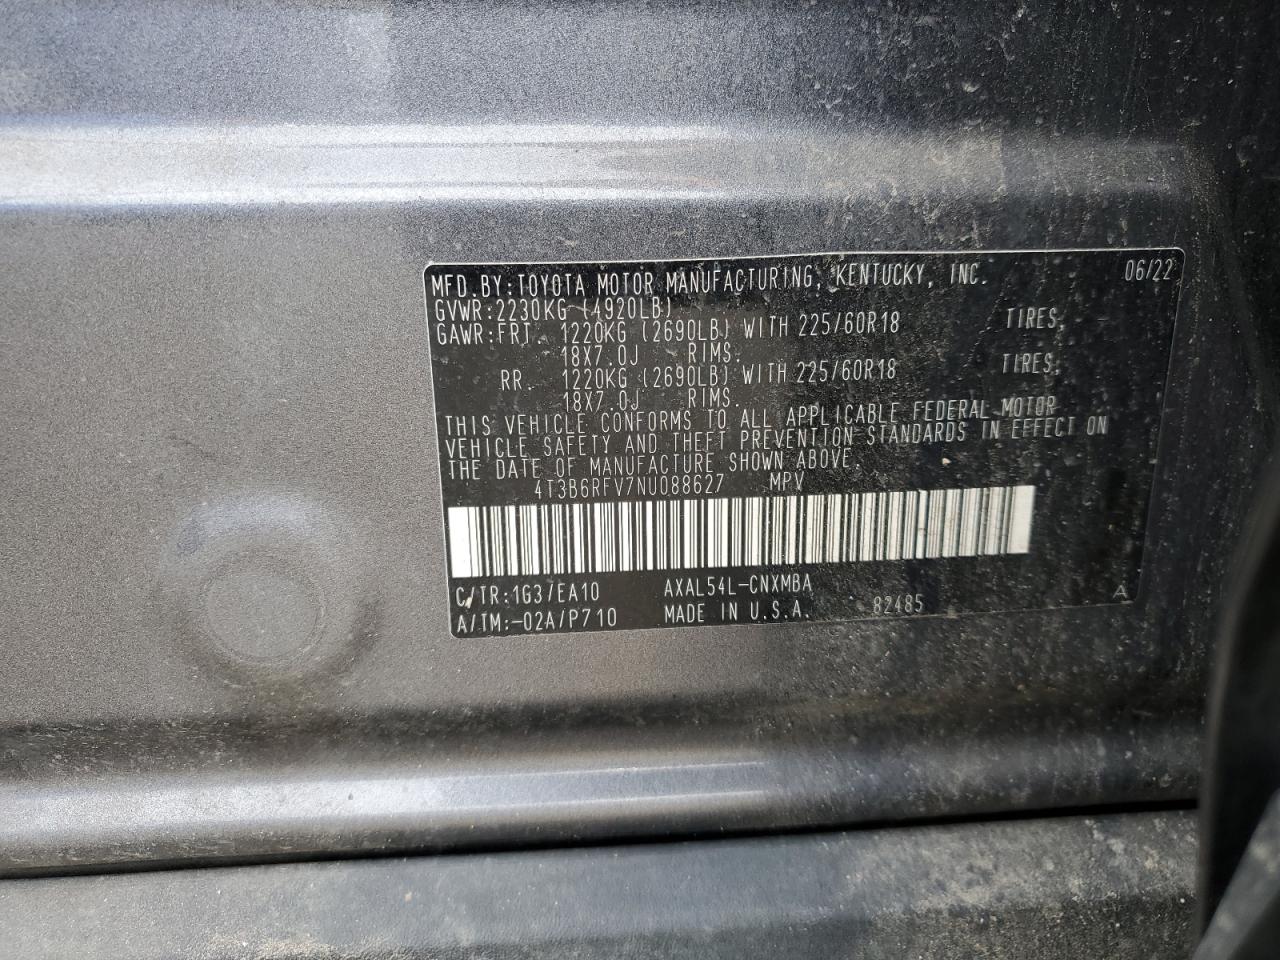 MFD.BY:TOYOTA MOTOR MANUFACTURING, KENTUCKY, INC. 06/22
GVWR:2230KG (4920LB)
GAWR:FRT. 1220KG (2690LB) WITH 225/60R18 TIRES,
18X7.0J RIMS.
RR. 1220KG (2690LB) WITH 225/60R18 TIRES,
18X7.0J RIMS.
THIS VEHICLE CONFORMS TO ALL APPLICABLE FEDERAL MOTOR
VEHICLE SAFETY AND THEFT PREVENTION STANDARDS IN EFFECT ON
THE DATE OF MANUFACTURE SHOWN ABOVE.
4T3B6RFV7NU088627 MPV
C/TR:1G3/EA10 AXAL54L-CNXMBA A
A/TM:-02A/P710 MADE IN U.S.A. 82485